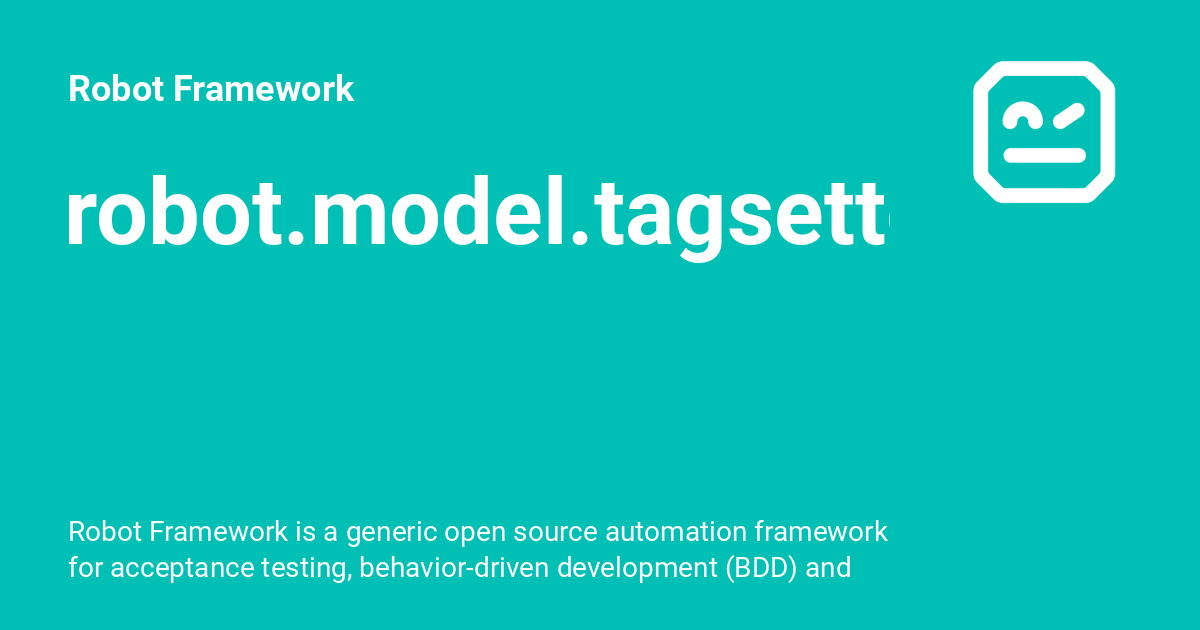 Robot Framework
robot.model.tagsett
Robot Framework is a generic open source automation framework
for acceptance testing, behavior-driven development (BDD) and